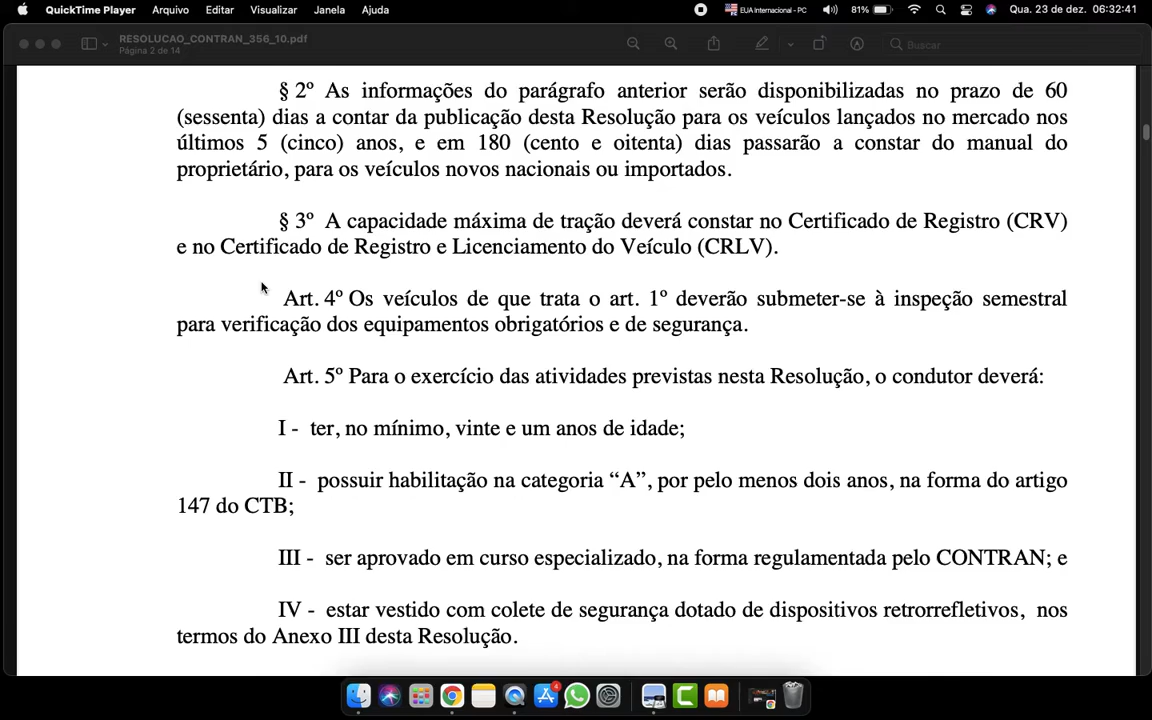 QuickTime Player Arquivo Editar Visualizar Janela Ajuda EUA Internacional - PC 81% Qua. 23 de dez. 06:32:41
RESOLUCAO_CONTRAN_356_10.pdf
Página 2 de 14
Buscar
§ 2º As informações do parágrafo anterior serão disponibilizadas no prazo de 60
(sessenta) dias a contar da publicação desta Resolução para os veículos lançados no mercado nos
últimos 5 (cinco) anos, e em 180 (cento e oitenta) dias passarão a constar do manual do
proprietário, para os veículos novos nacionais ou importados.
§ 3º A capacidade máxima de tração deverá constar no Certificado de Registro (CRV)
e no Certificado de Registro e Licenciamento do Veículo (CRLV).
Art. 4º Os veículos de que trata o art. 1º deverão submeter-se à inspeção semestral
para verificação dos equipamentos obrigatórios e de segurança.
Art. 5º Para o exercício das atividades previstas nesta Resolução, o condutor deverá:
I - ter, no mínimo, vinte e um anos de idade;
II - possuir habilitação na categoria “A”, por pelo menos dois anos, na forma do artigo
147 do CTB;
III - ser aprovado em curso especializado, na forma regulamentada pelo CONTRAN; e
IV - estar vestido com colete de segurança dotado de dispositivos retrorrefletivos, nos
termos do Anexo III desta Resolução.
4